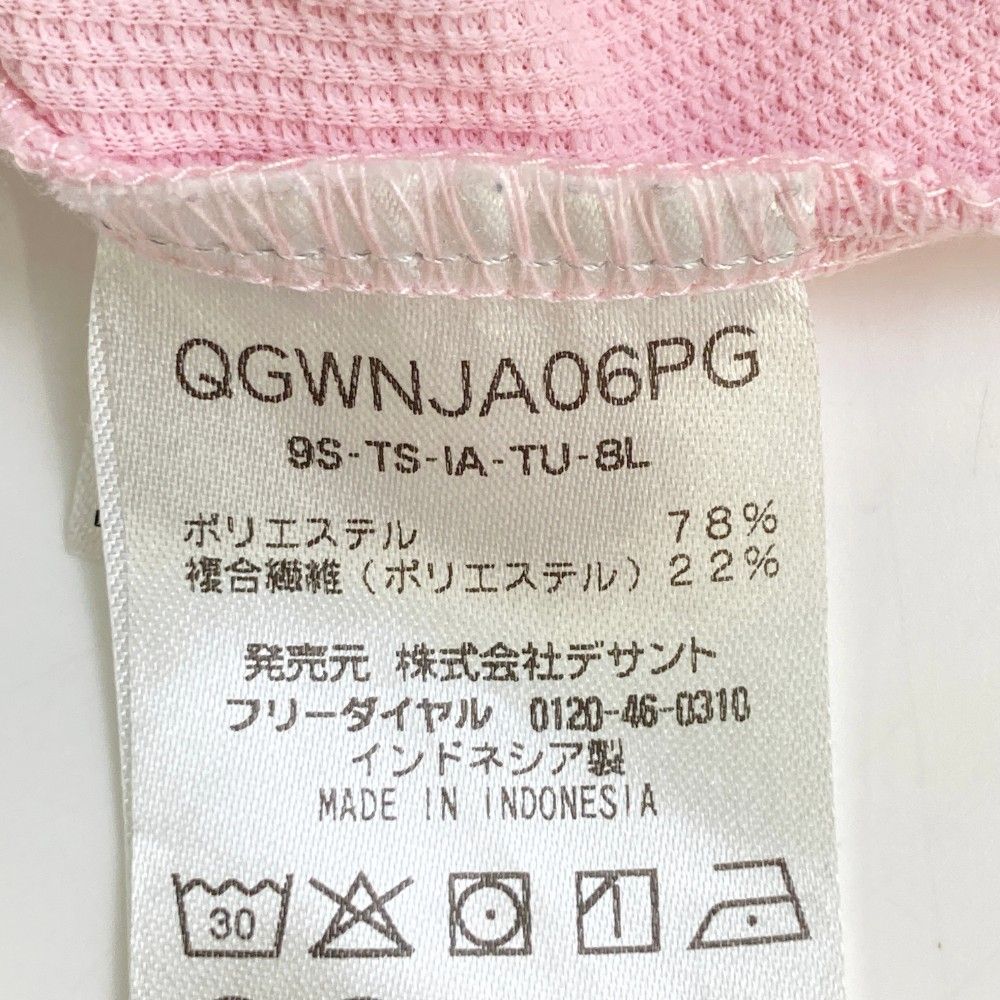 QGWNJA06PG
9S-TS-IA-TU-8L
ポリエステル 78%
複合繊維(ポリエステル)22%
発売元 株式会社デサント
フリーダイヤル 0120-46-0310
インドネシア製
MADE IN INDONESIA
30